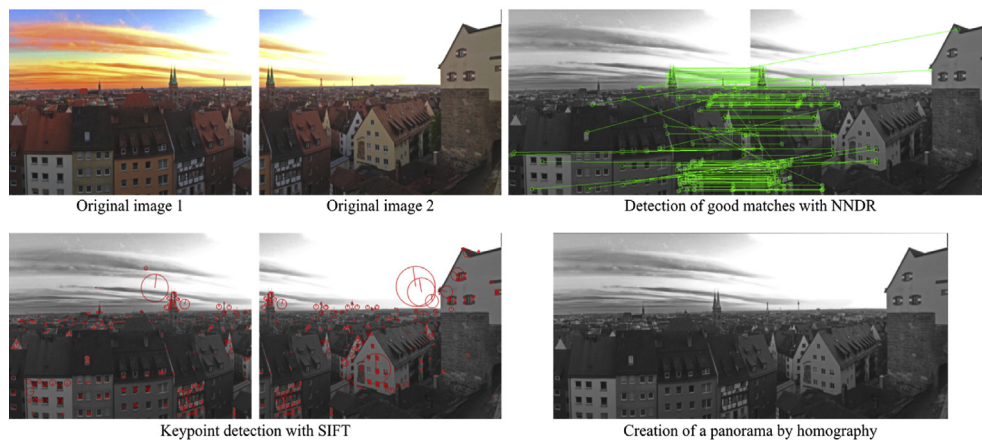 Original image 1
Original image 2
Detection of good matches with NNDR
Keypoint detection with SIFT
Creation of a panorama by homography